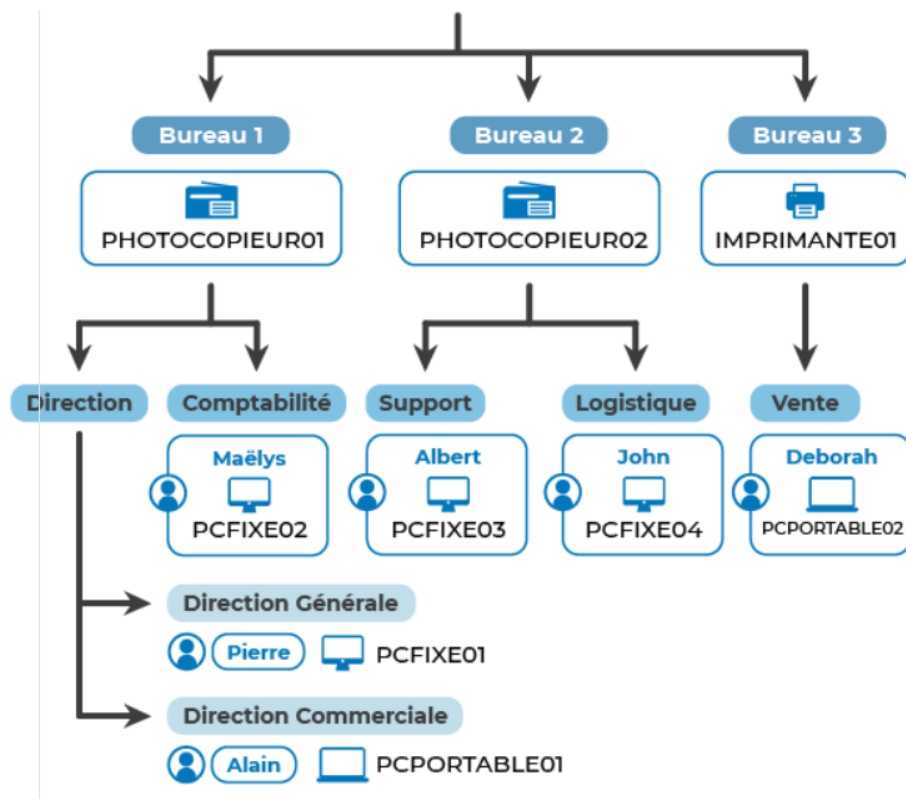 Bureau 1
Bureau 2
Bureau 3
PHOTOCOPIEUR01
PHOTOCOPIEUR02
IMPRIMANTE01
Direction
Comptabilité
Support
Logistique
Vente
Maëlys
PCFIXE02
Albert
PCFIXE03
John
PCFIXE04
Deborah
PCPORTABLE02
Direction Générale
Pierre
PCFIXE01
Direction Commerciale
Alain
PCPORTABLE01